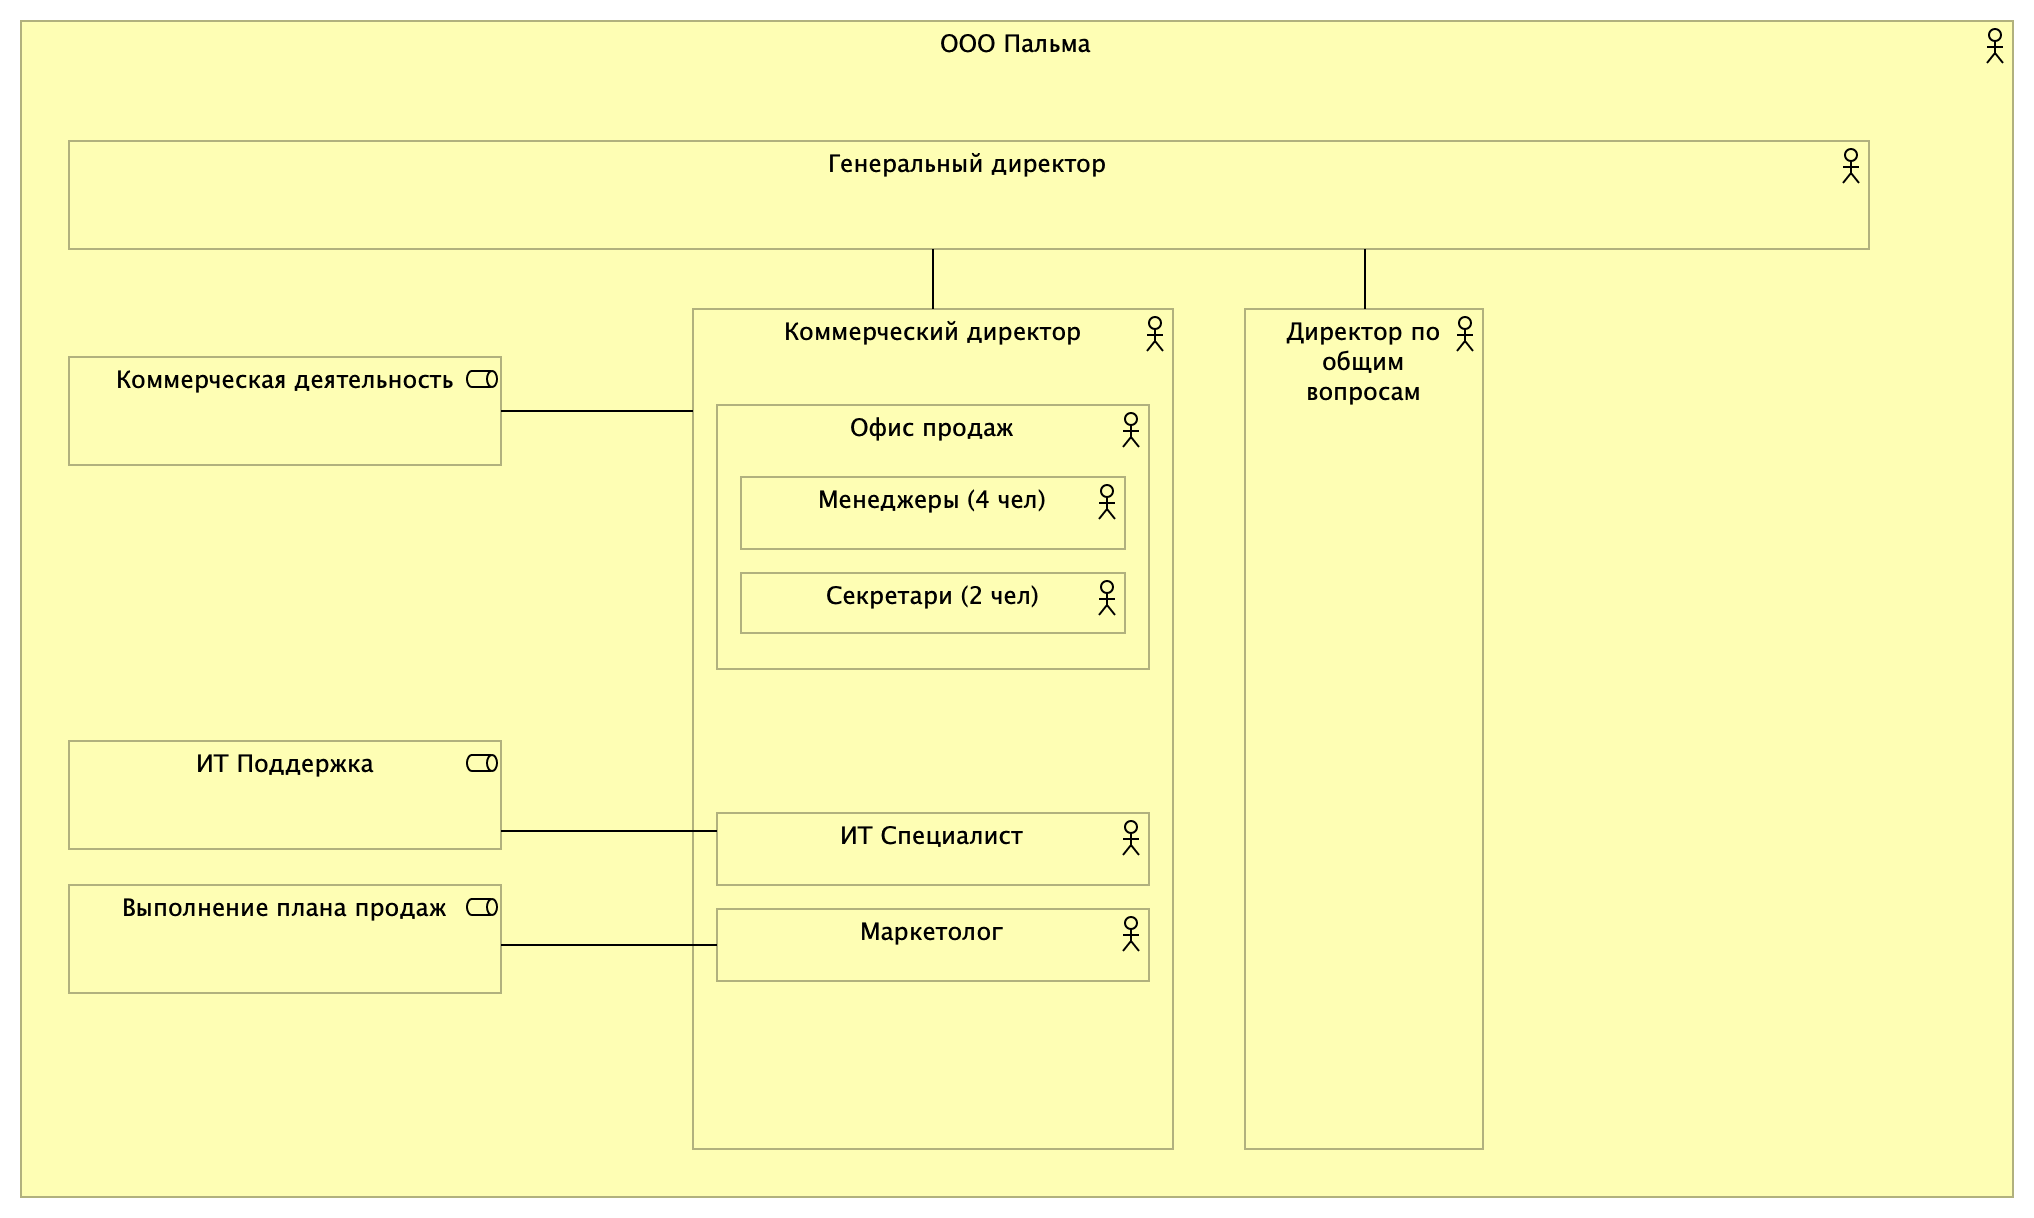 ООО Пальма
Генеральный директор
Коммерческий директор
Директор по
общим
вопросам
Коммерческая деятельность
Офис продаж
Менеджеры (4 чел)
Секретари (2 чел)
ИТ Поддержка
ИТ Специалист
Выполнение плана продаж
Маркетолог